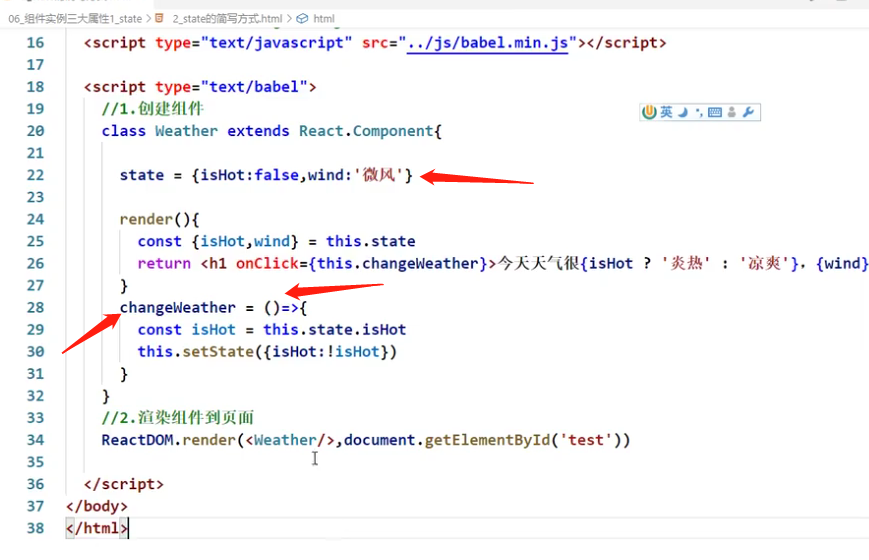 06_组件实例三大属性1_state > 2_state的简写方式.html > html
16 <script type="text/javascript" src="../js/babel.min.js"></script>
17
18 <script type="text/babel">
19 //1.创建组件
英
20 class Weather extends React.Component{
21
22 state = {isHot:false,wind:'微风'}
23
24 render(){
25 const {isHot,wind} = this.state
26 return <h1 onClick={this.changeWeather}>今天天气很{isHot ? '炎热' : '凉爽'}，{wind}
27 }
28 changeWeather = ()=>{
29 const isHot = this.state.isHot
30 this.setState({isHot:!isHot})
31 }
32 }
33 //2.渲染组件到页面
34 ReactDOM.render(<Weather/>,document.getElementById('test'))
35
36 </script>
37 </body>
38 </html>